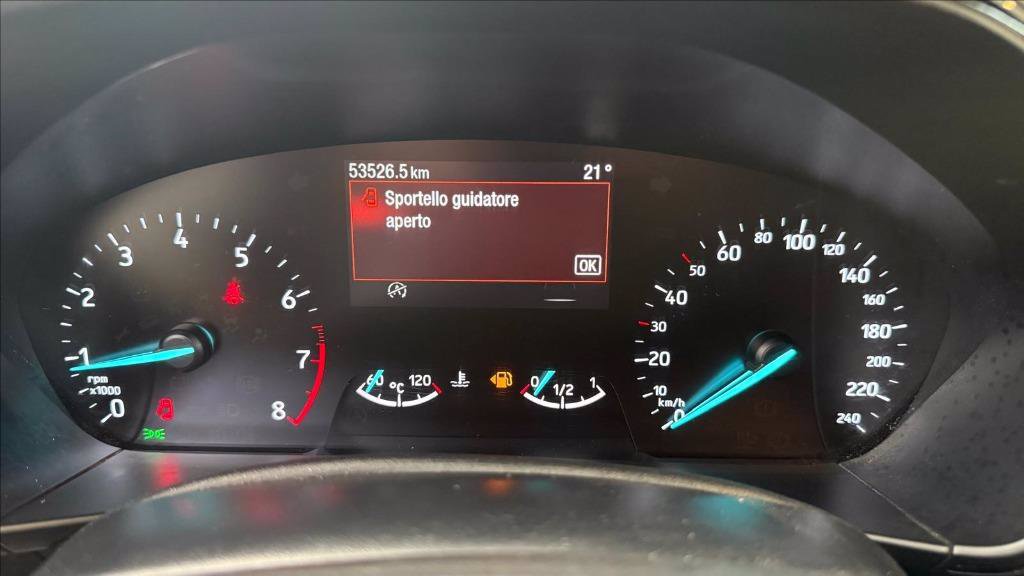 53526.5 km 21°
Sportello guidatore
aperto
OK
0 1 2 3 4 5 6 7 8
rpm
x1000
60 °C 120
0 1/2 1
0 10 20 30 40 50 60 80 100 120 140 160 180 200 220 240
km/h